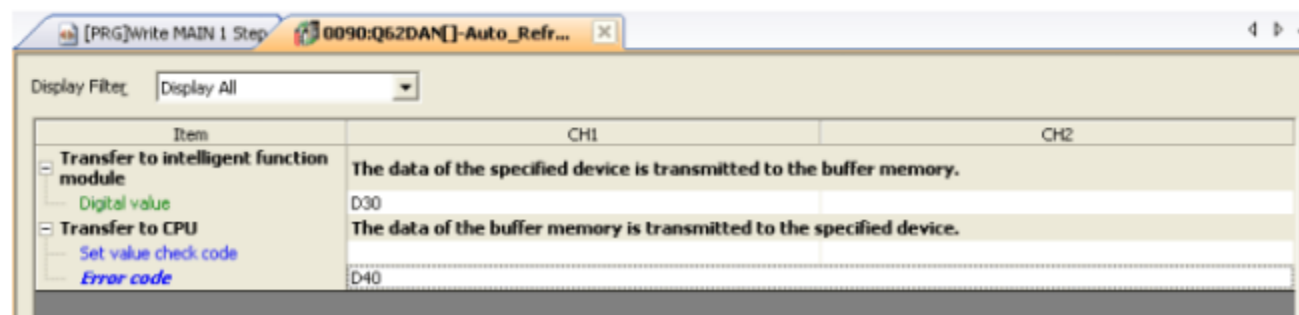 [PRG]Write MAIN 1 Step 0090:Q62DAN[]-Auto_Refr...
Display Filter Display All
Item CH1 CH2
Transfer to intelligent function module The data of the specified device is transmitted to the buffer memory.
Digital value D30
Transfer to CPU The data of the buffer memory is transmitted to the specified device.
Set value check code
Error code D40